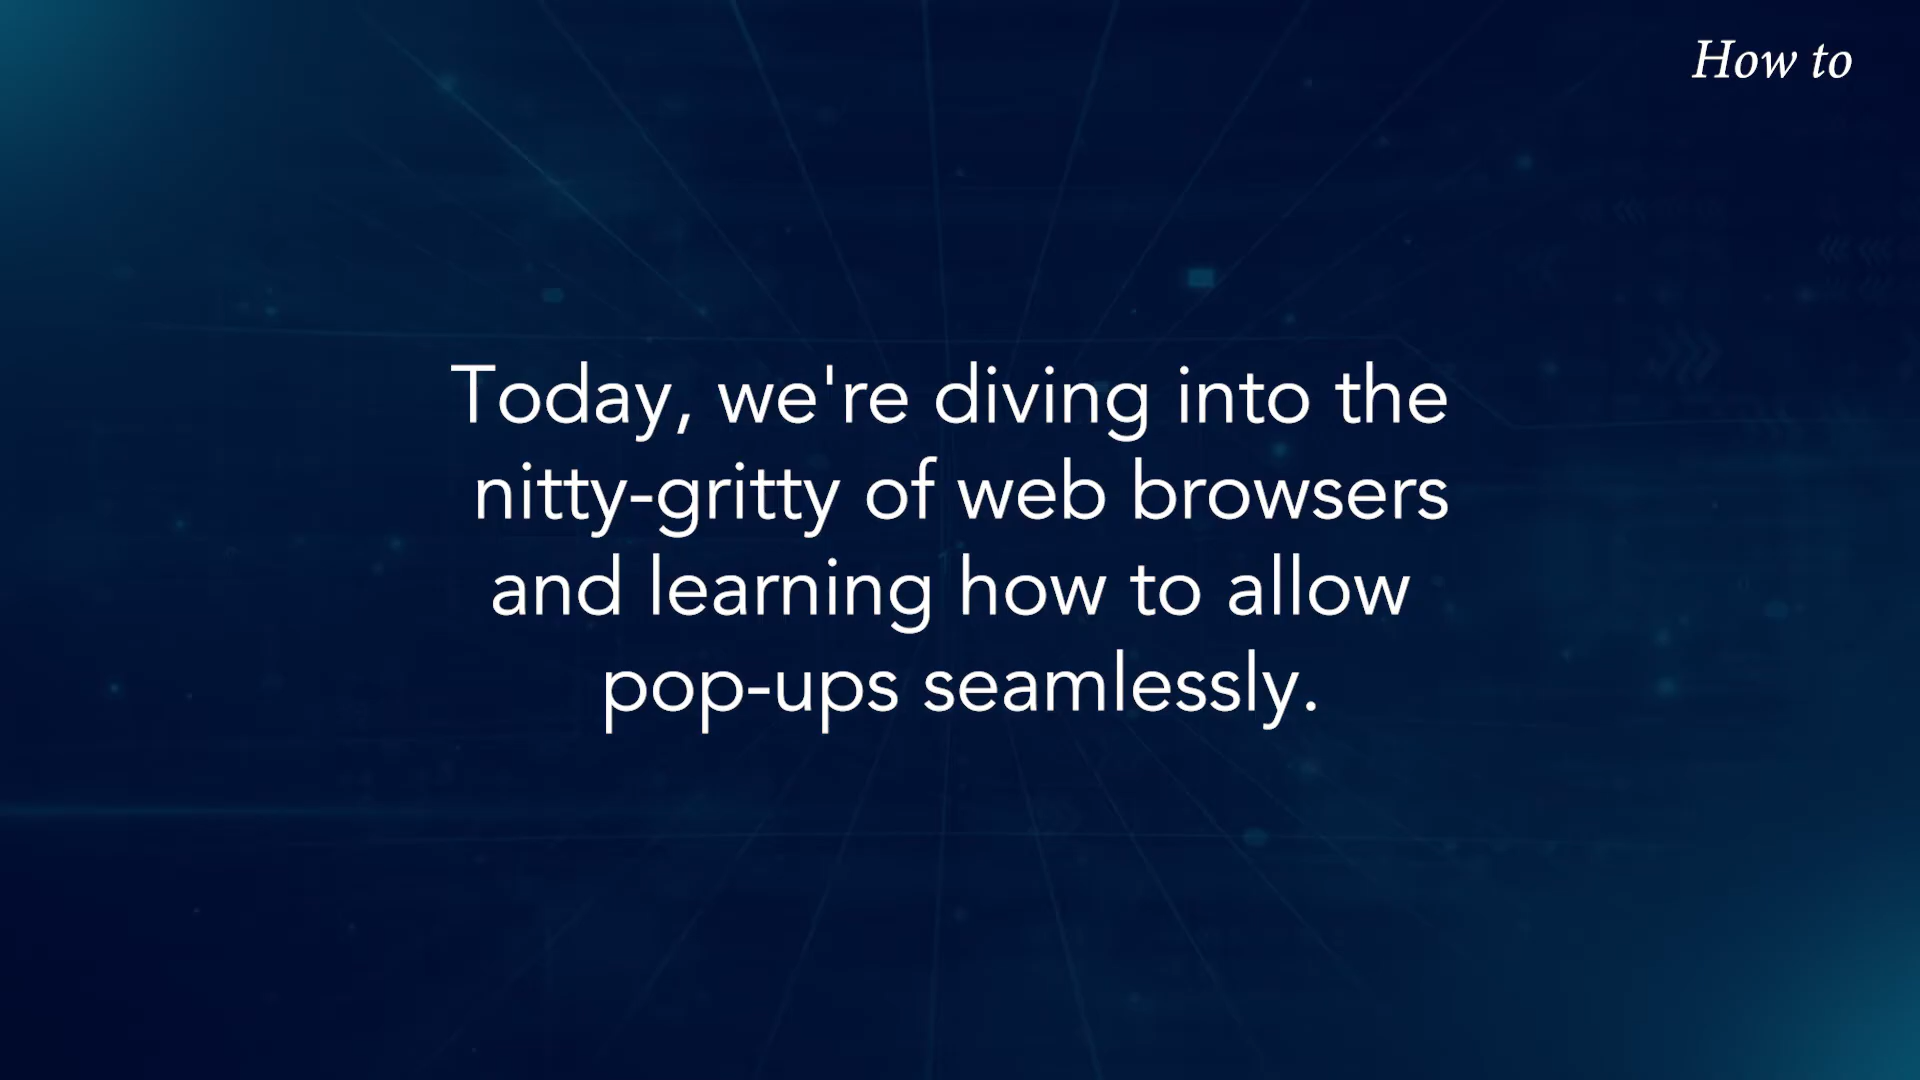 How to
Today, we're diving into the
nitty-gritty of web browsers
and learning how to allow
pop-ups seamlessly.